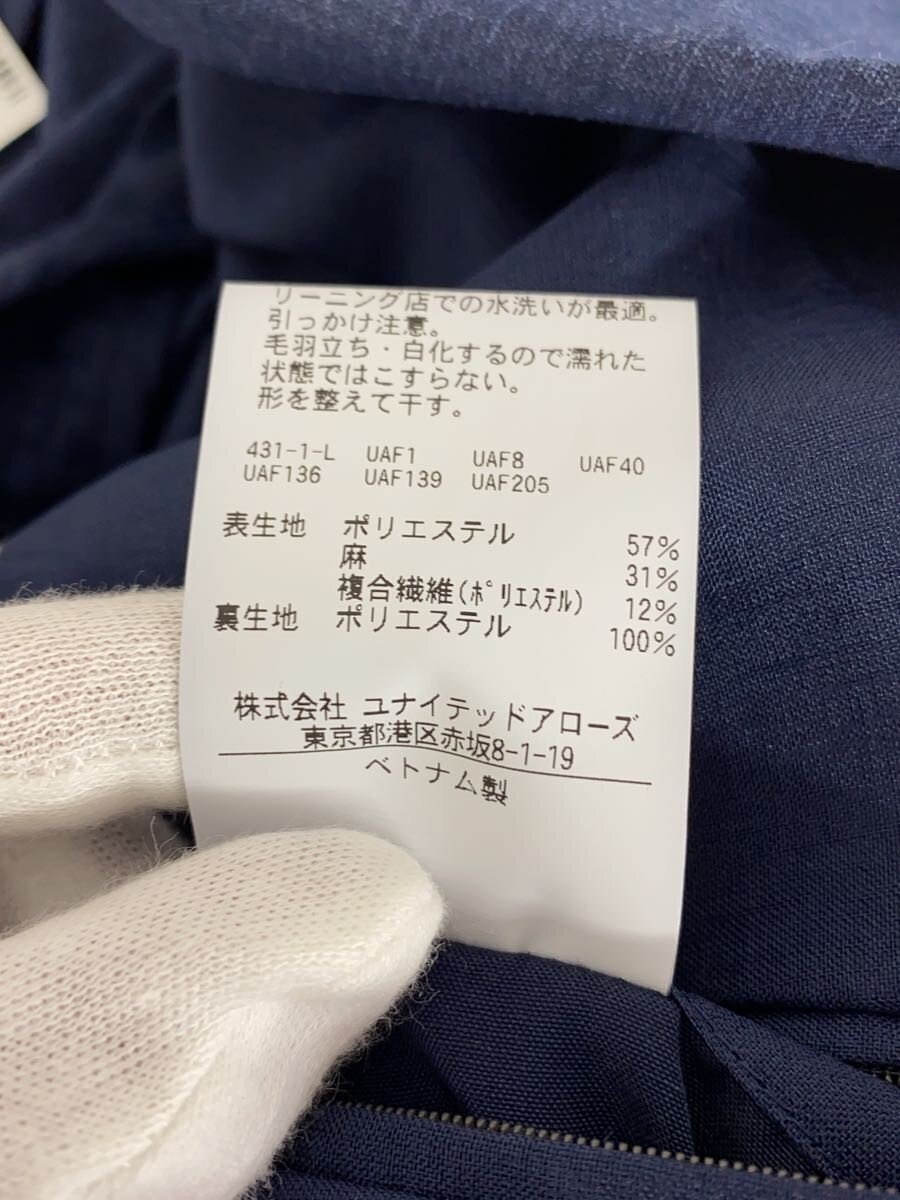 リーニング店での水洗いが最適。
引っかけ注意。
毛羽立ち・白化するので濡れた
状態ではこすらない。
形を整えて干す。
431-1-L UAF1 UAF8 UAF40
UAF136 UAF139 UAF205
表生地 ポリエステル 57%
麻 31%
複合繊維(ﾎﾟﾘｴｽﾃﾙ) 12%
裏生地 ポリエステル 100%
株式会社 ユナイテッドアローズ
東京都港区赤坂8-1-19
ベトナム製